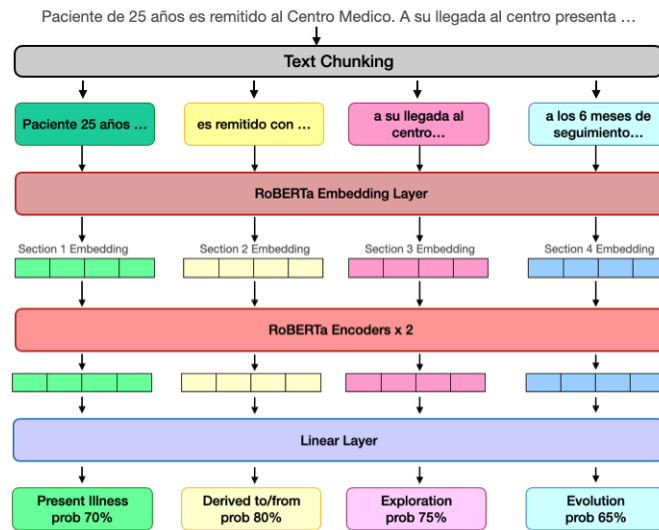 Paciente de 25 años es remitido al Centro Medico. A su llegada al centro presenta ...
Text Chunking
Paciente 25 años ...
es remitido con ...
a su llegada al
centro...
a los 6 meses de
seguimiento...
RoBERTa Embedding Layer
Section 1 Embedding
Section 2 Embedding
Section 3 Embedding
Section 4 Embedding
RoBERTa Encoders x 2
Linear Layer
Present Illness
prob 70%
Derived to/from
prob 80%
Exploration
prob 75%
Evolution
prob 65%